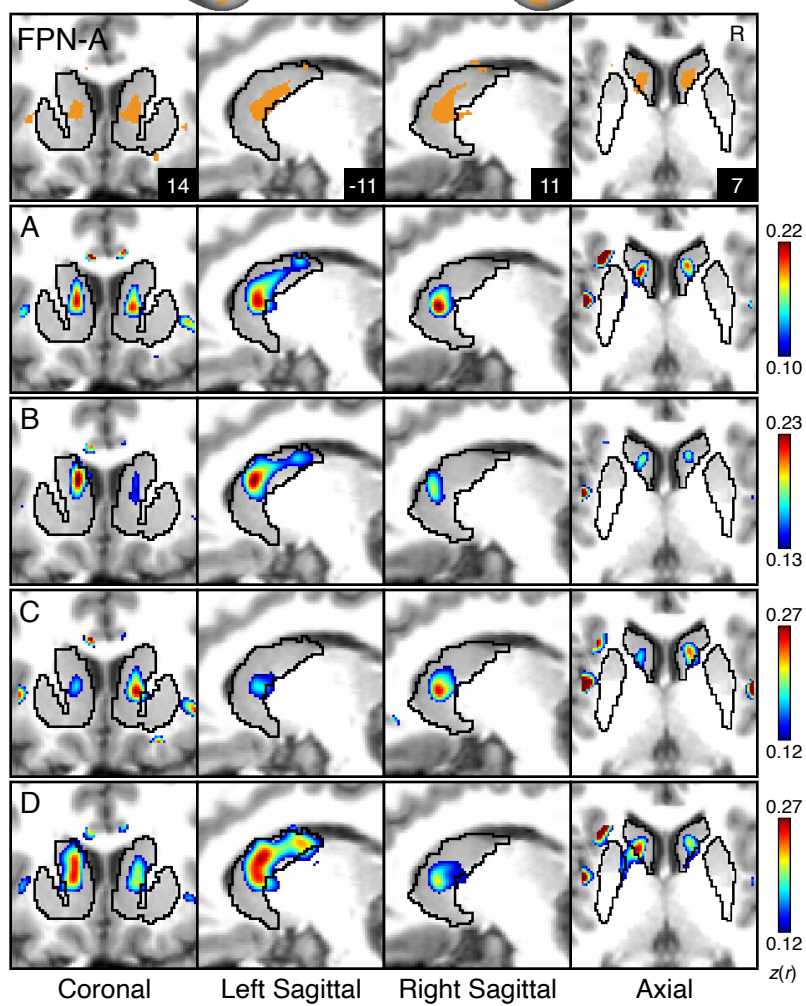 FPN-A
R
14
-11
11
7
A
0.22
0.10
B
0.23
0.13
C
0.27
0.12
D
0.27
0.12
z(r)
Coronal Left Sagittal Right Sagittal Axial